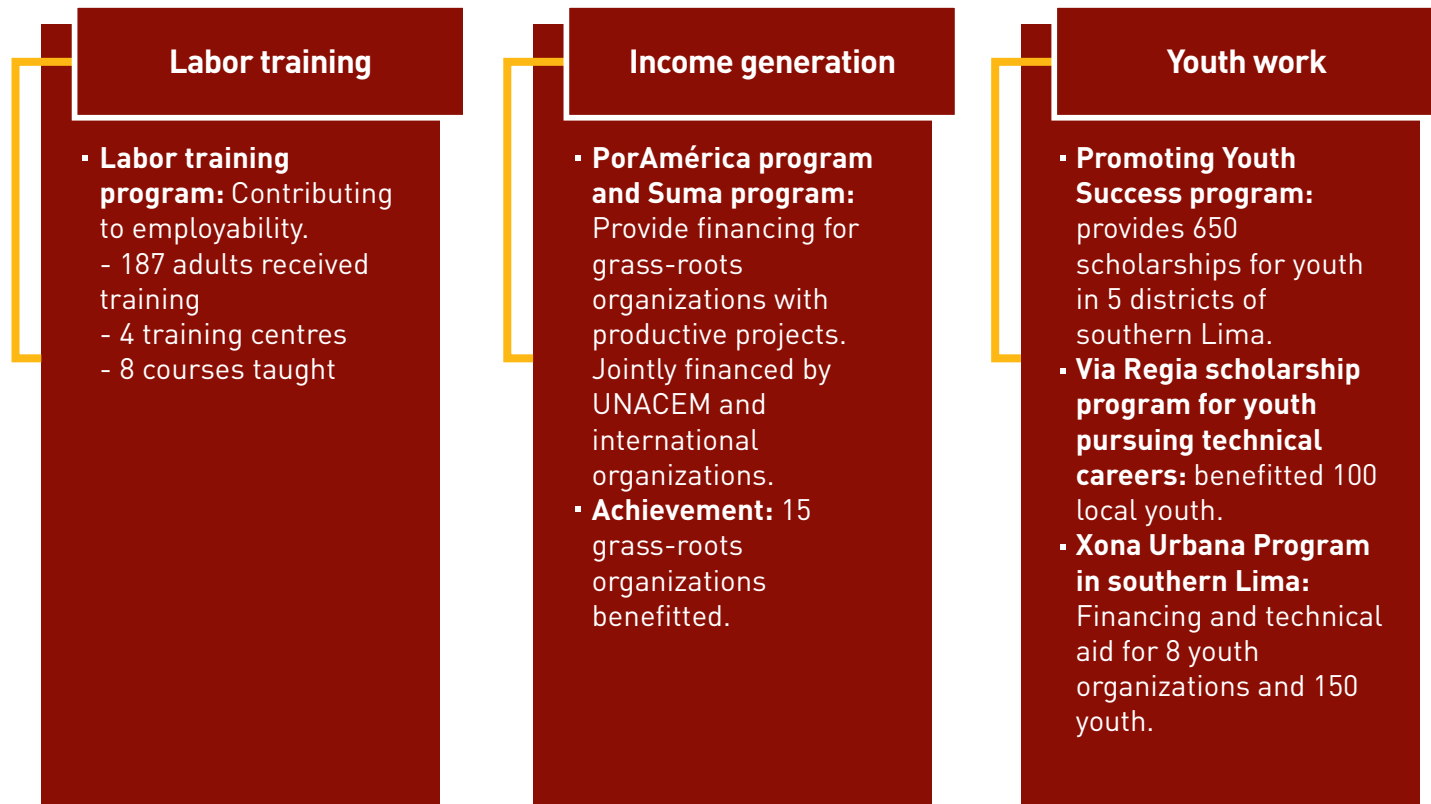 Labor training
▪ Labor training
program: Contributing
to employability.
- 187 adults received
training
- 4 training centres
- 8 courses taught
Income generation
▪ PorAmérica program
and Suma program:
Provide financing for
grass-roots
organizations with
productive projects.
Jointly financed by
UNACEM and
international
organizations.
▪ Achievement: 15
grass-roots
organizations
benefitted.
Youth work
▪ Promoting Youth
Success program:
provides 650
scholarships for youth
in 5 districts of
southern Lima.
▪ Via Regia scholarship
program for youth
pursuing technical
careers: benefitted 100
local youth.
▪ Xona Urbana Program
in southern Lima:
Financing and technical
aid for 8 youth
organizations and 150
youth.